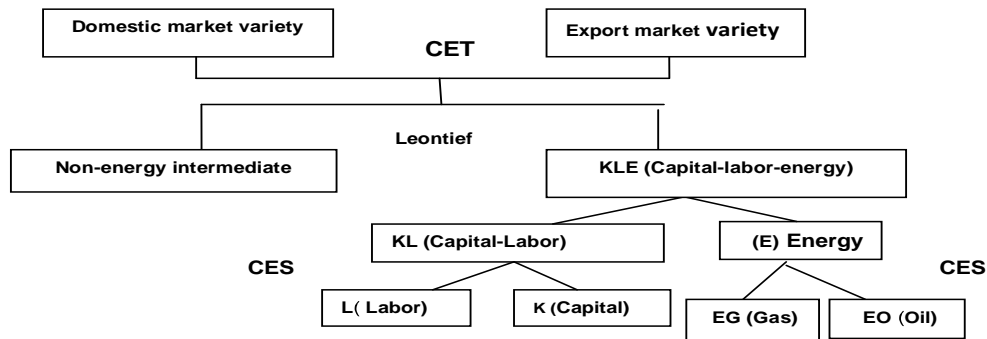 Domestic market variety
Export market variety
CET
Leontief
Non-energy intermediate
KLE (Capital-labor-energy)
KL (Capital-Labor)
(E) Energy
CES
CES
L( Labor)
K (Capital)
EG (Gas)
EO (Oil)